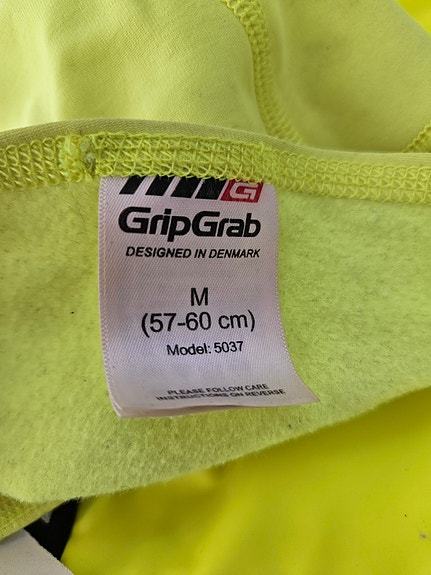 G
GripGrab
DESIGNED IN DENMARK
M
(57-60 cm)
Model: 5037
PLEASE FOLLOW CARE
INSTRUCTIONS ON REVERSE